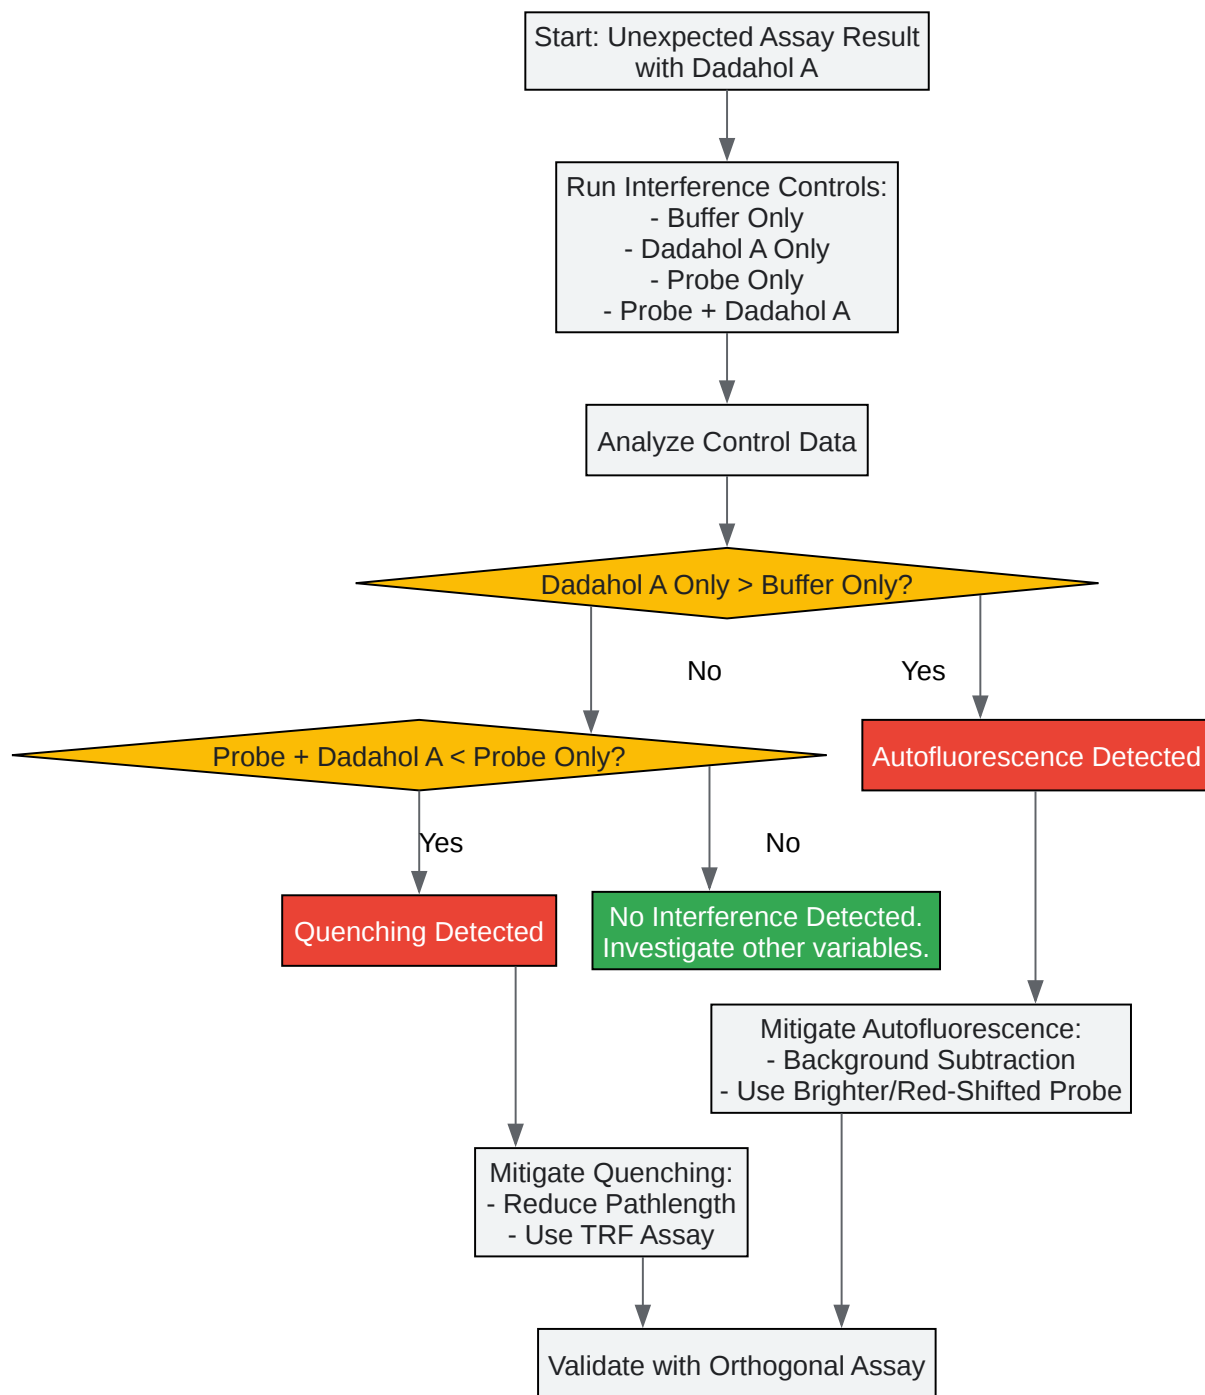 Start: Unexpected Assay Result
with Dadahol A
Run Interference Controls:
- Buffer Only
- Dadahol A Only
- Probe Only
- Probe + Dadahol A
Analyze Control Data
Dadahol A Only > Buffer Only?
No
Yes
Probe + Dadahol A < Probe Only?
Autofluorescence Detected
Yes
No
Quenching Detected
No Interference Detected.
Investigate other variables.
Mitigate Autofluorescence:
- Background Subtraction
- Use Brighter/Red-Shifted Probe
Mitigate Quenching:
- Reduce Pathlength
- Use TRF Assay
Validate with Orthogonal Assay